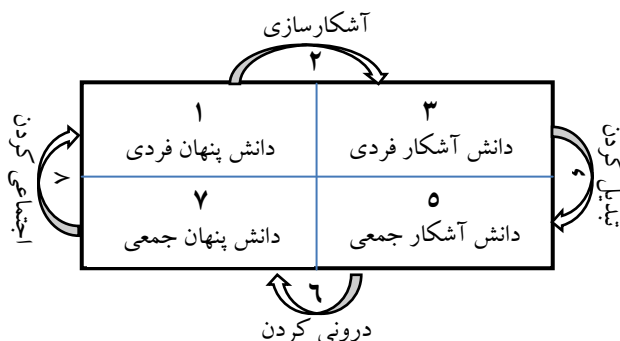 آشکارسازی
۲
۱
دانش پنهان فردی
۳
دانش آشکار فردی
تبدیل کردن
۴
۵
دانش آشکار جمعی
۷
دانش پنهان جمعی
۶
درونی کردن
۸
اجتماعی کردن